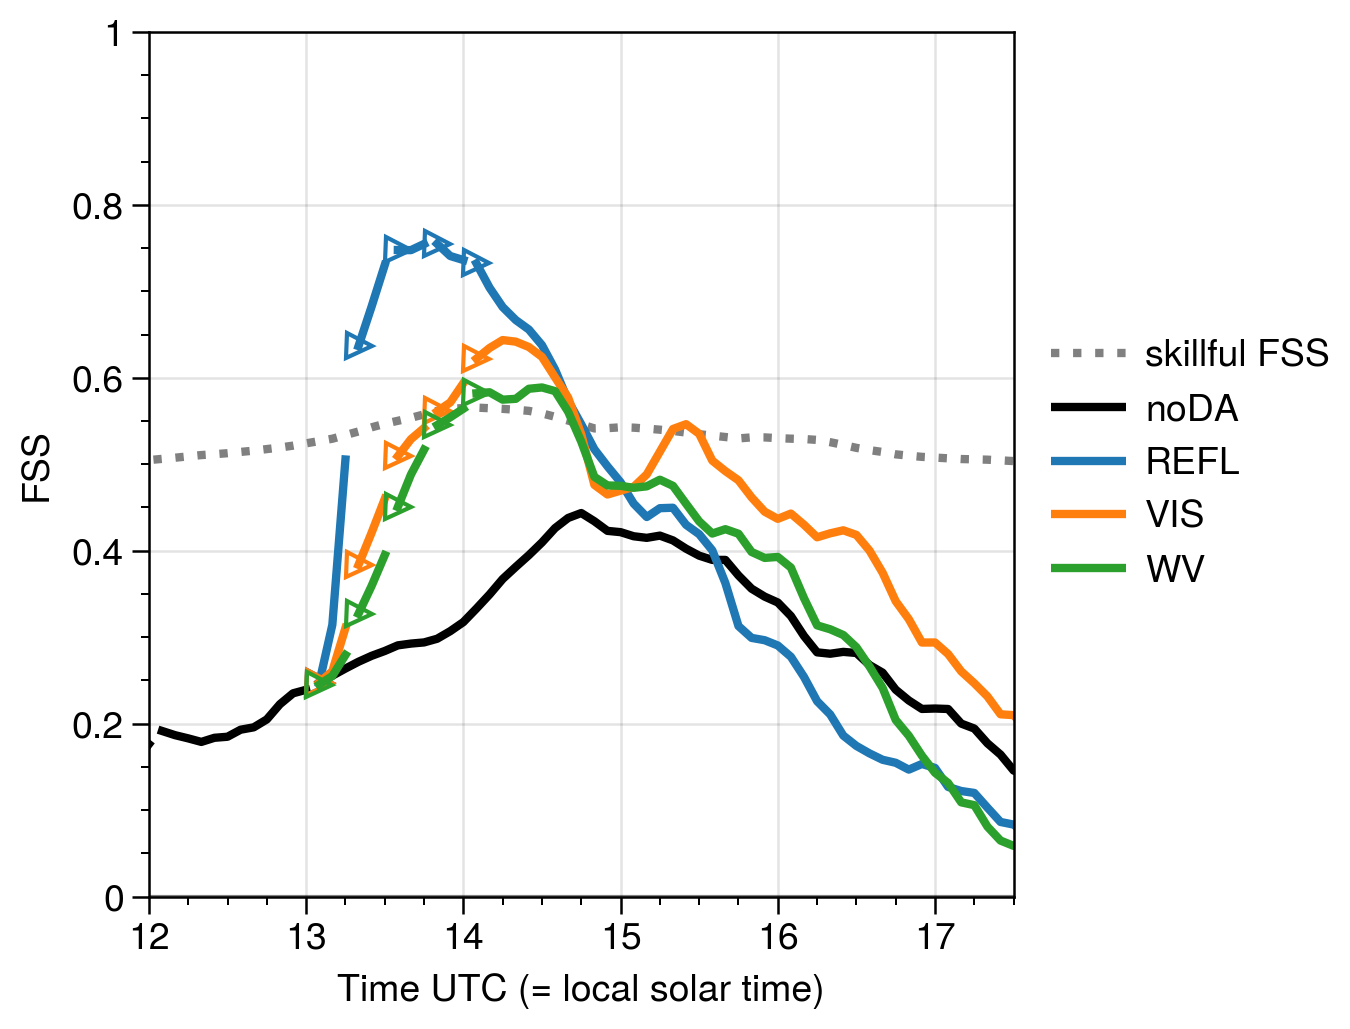 1
0.8
0.6
0.4
0.2
0
FSS
12 13 14 15 16 17
Time UTC (= local solar time)
skillful FSS
noDA
REFL
VIS
WV